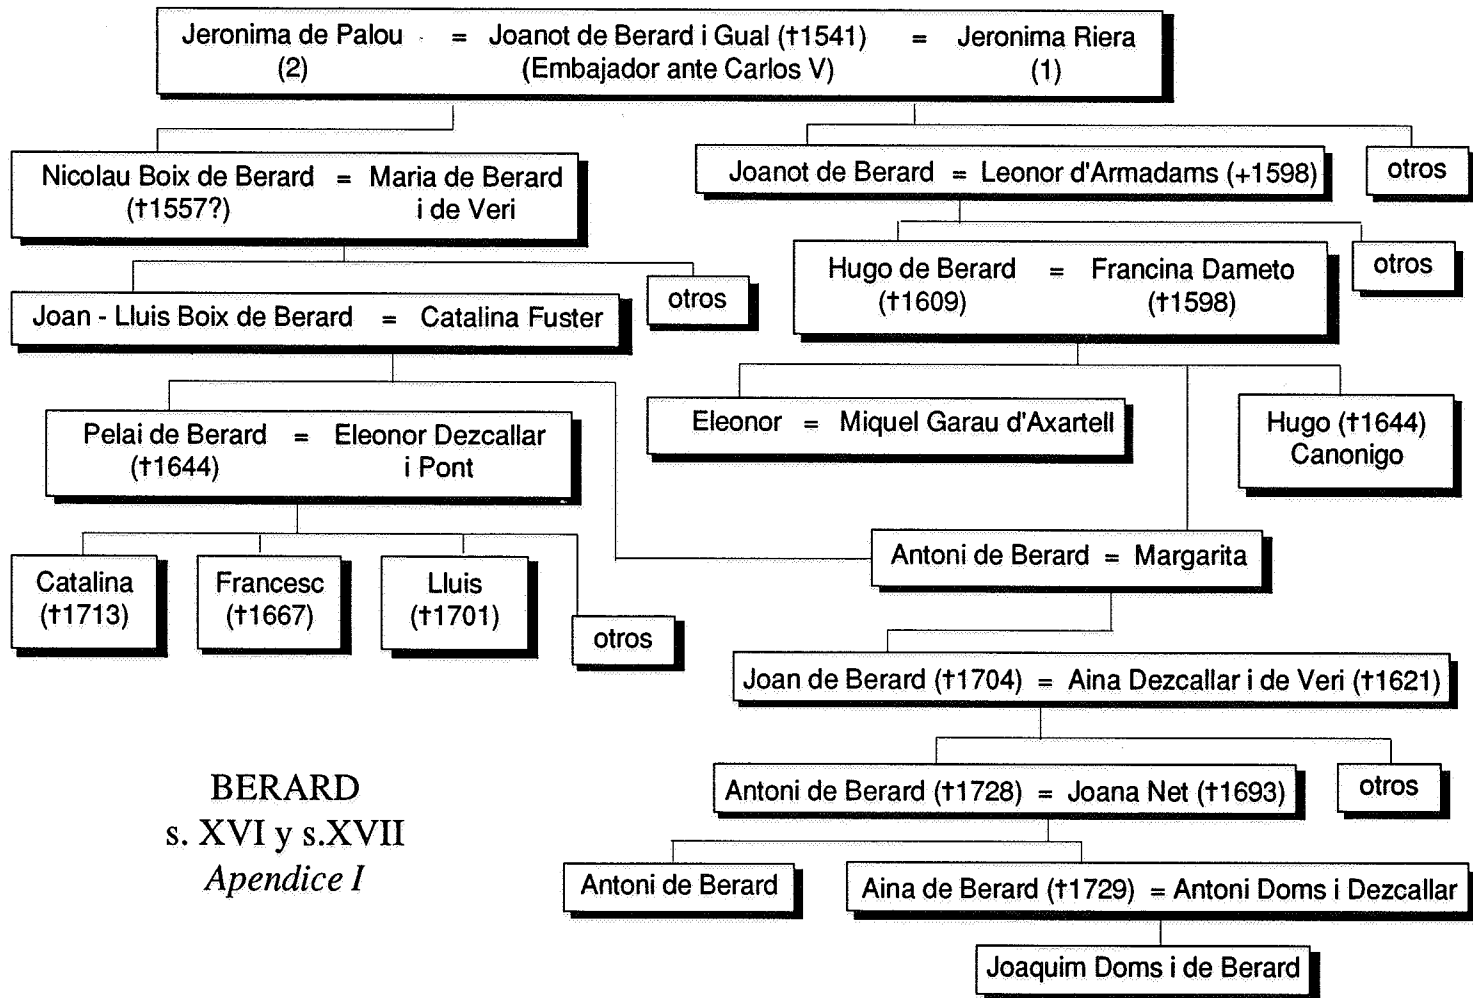 Jeronima de Palou = Joanot de Berard i Gual (†1541) = Jeronima Riera
(2) (Embajador ante Carlos V) (1)
Nicolau Boix de Berard = Maria de Berard
(†1557?) i de Veri
Joanot de Berard = Leonor d'Armadams (+1598)
otros
Hugo de Berard = Francina Dameto
(†1609) (†1598)
otros
Joan - Lluis Boix de Berard = Catalina Fuster
otros
Pelai de Berard = Eleonor Dezcallar
(†1644) i Pont
Eleonor = Miquel Garau d'Axartell
Hugo (†1644)
Canonigo
Catalina
(†1713)
Francesc
(†1667)
Lluis
(†1701)
otros
Antoni de Berard = Margarita
Joan de Berard (†1704) = Aina Dezcallar i de Veri (†1621)
Antoni de Berard (†1728) = Joana Net (†1693)
otros
Antoni de Berard
Aina de Berard (†1729) = Antoni Doms i Dezcallar
Joaquim Doms i de Berard
BERARD
s. XVI y s.XVII
Apendice I